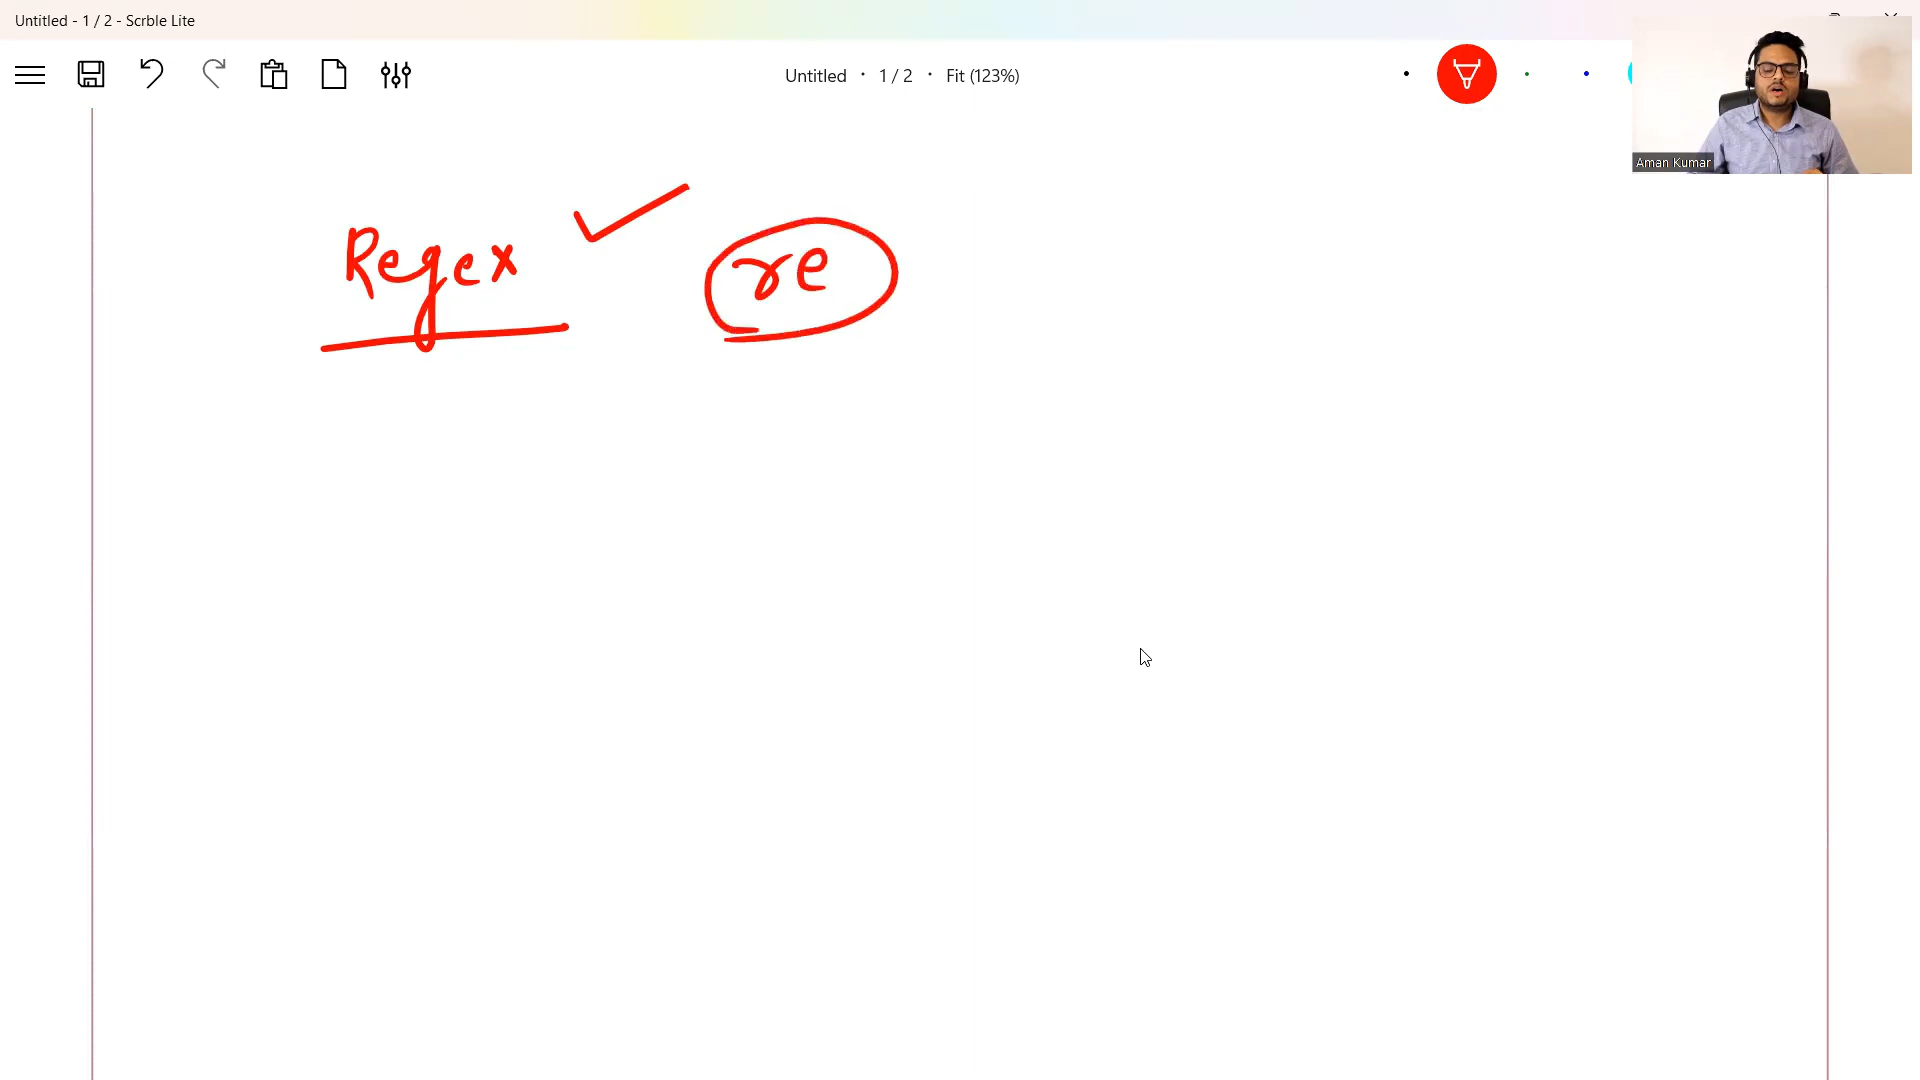 Untitled - 1 / 2 - Scrble Lite
Untitled · 1 / 2 · Fit (123%)
Aman Kumar
Regex re